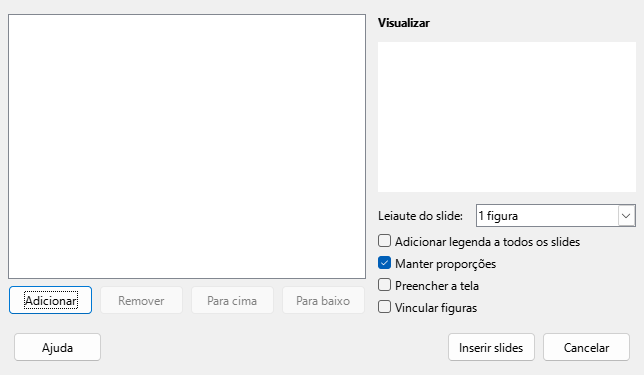 Visualizar
Leiaute do slide: 1 figura
Adicionar legenda a todos os slides
Manter proporções
Preencher a tela
Vincular figuras
Adicionar Remover Para cima Para baixo
Ajuda Inserir slides Cancelar